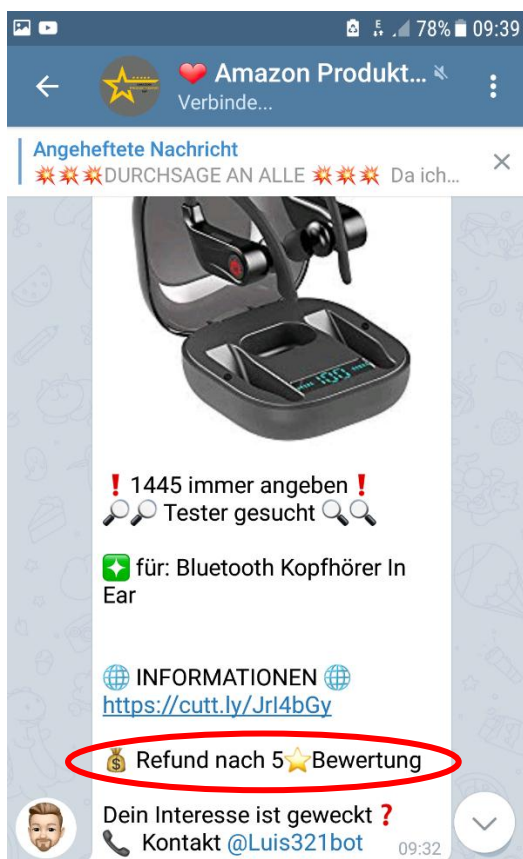 78% 09:39
❤ Amazon Produkt...
Verbinde...
Angeheftete Nachricht
💥💥💥DURCHSAGE AN ALLE 💥💥💥 Da ich...
100
❗ 1445 immer angeben ❗
🔎🔎 Tester gesucht 🔍🔍
❇️ für: Bluetooth Kopfhörer In
Ear
🌐 INFORMATIONEN 🌐
https://cutt.ly/JrI4bGy
💰 Refund nach 5⭐Bewertung
Dein Interesse ist geweckt ❓
📞 Kontakt @Luis321bot 09:32